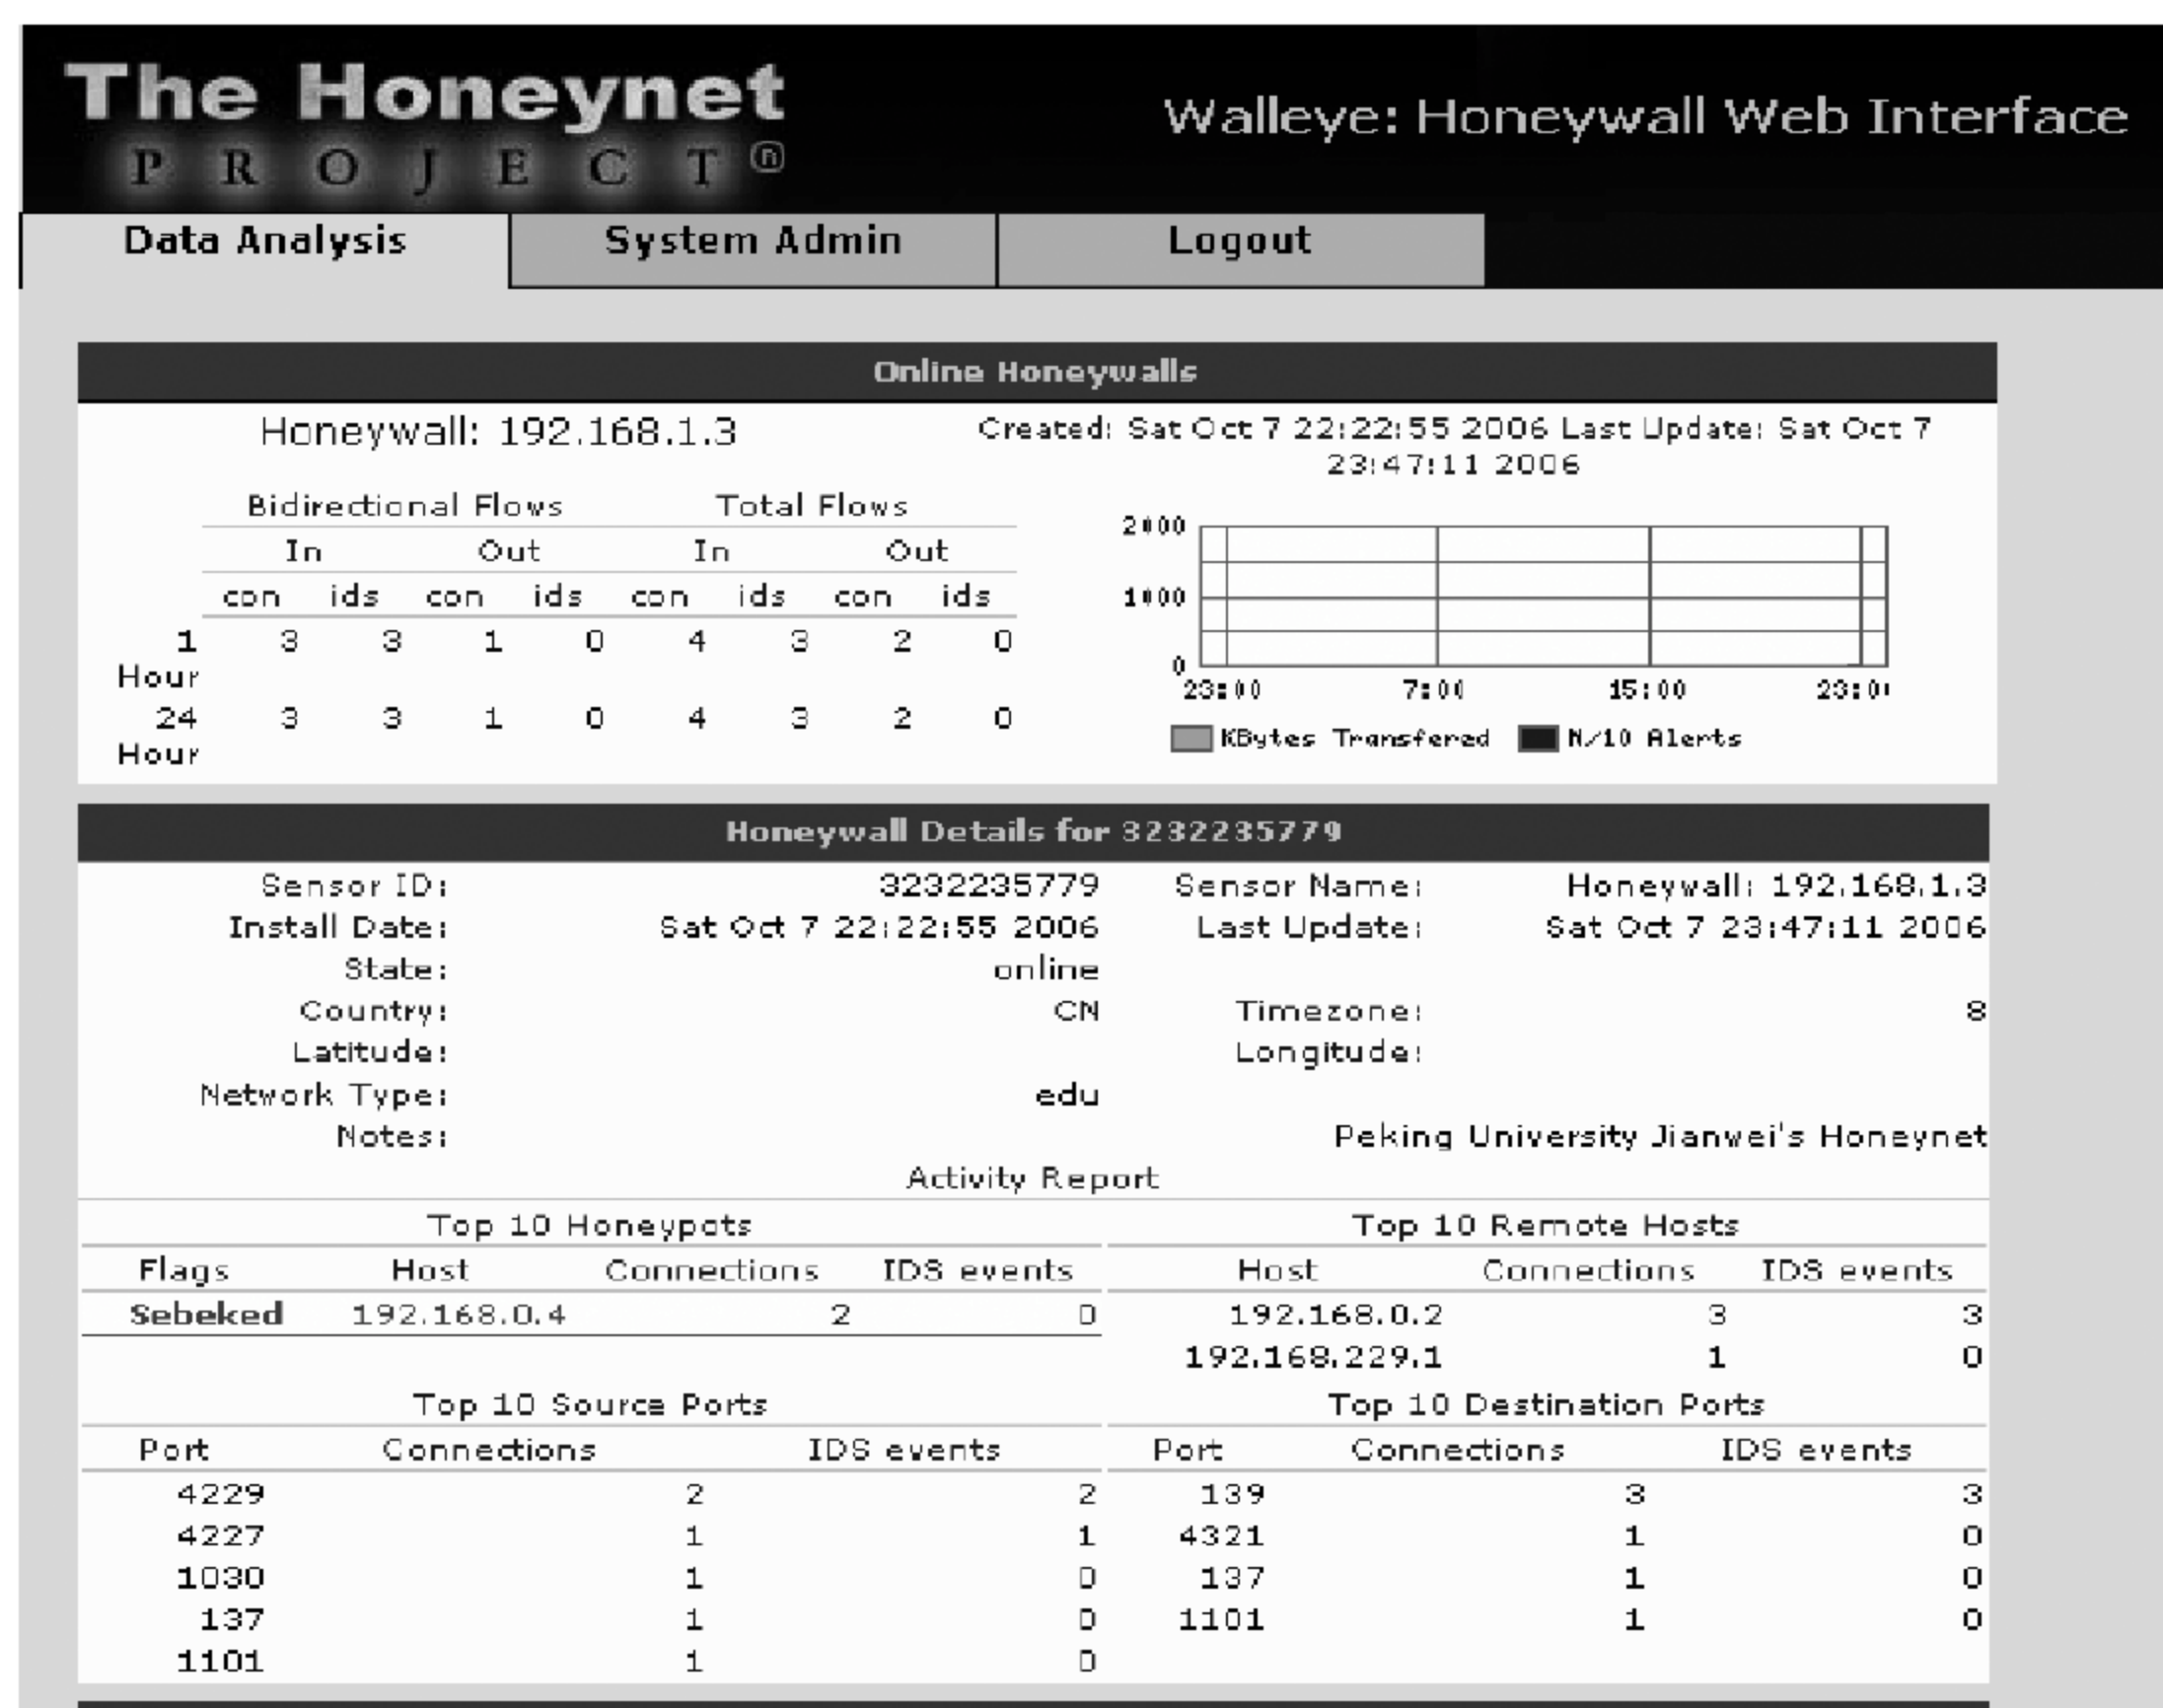 The Honeynet
PROJECT®
Walleye: Honeywall Web Interface
Data Analysis System Admin Logout
Online Honeywalls
Honeywall: 192.168.1.3
Created: Sat Oct 7 22:22:55 2006 Last Update: Sat Oct 7
23:47:11 2006
Bidirectional Flows Total Flows
In Out In Out
con ids con ids con ids con ids
1 3 3 1 0 4 3 2 0
Hour
24 3 3 1 0 4 3 2 0
Hour
2000
1000
0
23:00 7:00 15:00 23:0
KBytes Transfered N/10 Alerts
Honeywall Details for 3232235779
Sensor ID: 3232235779 Sensor Name: Honeywall: 192.168.1.3
Install Date: Sat Oct 7 22:22:55 2006 Last Update: Sat Oct 7 23:47:11 2006
State: online
Country: CN Timezone: 8
Latitude: Longitude:
Network Type: edu
Notes: Peking University Jianwei's Honeynet
Activity Report
Top 10 Honeypots Top 10 Remote Hosts
Flags Host Connections IDS events Host Connections IDS events
Sebeked 192.168.0.4 2 0 192.168.0.2 3 3
192.168.229.1 1 0
Top 10 Source Ports Top 10 Destination Ports
Port Connections IDS events Port Connections IDS events
4229 2 2 139 3 3
4227 1 1 4321 1 0
1030 1 0 137 1 0
137 1 0 1101 1 0
1101 1 0